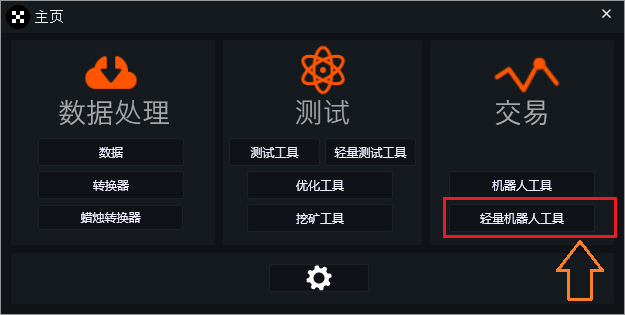 主页
数据处理
数据
转换器
蜡烛转换器
测试
测试工具 轻量测试工具
优化工具
挖矿工具
交易
机器人工具
轻量机器人工具